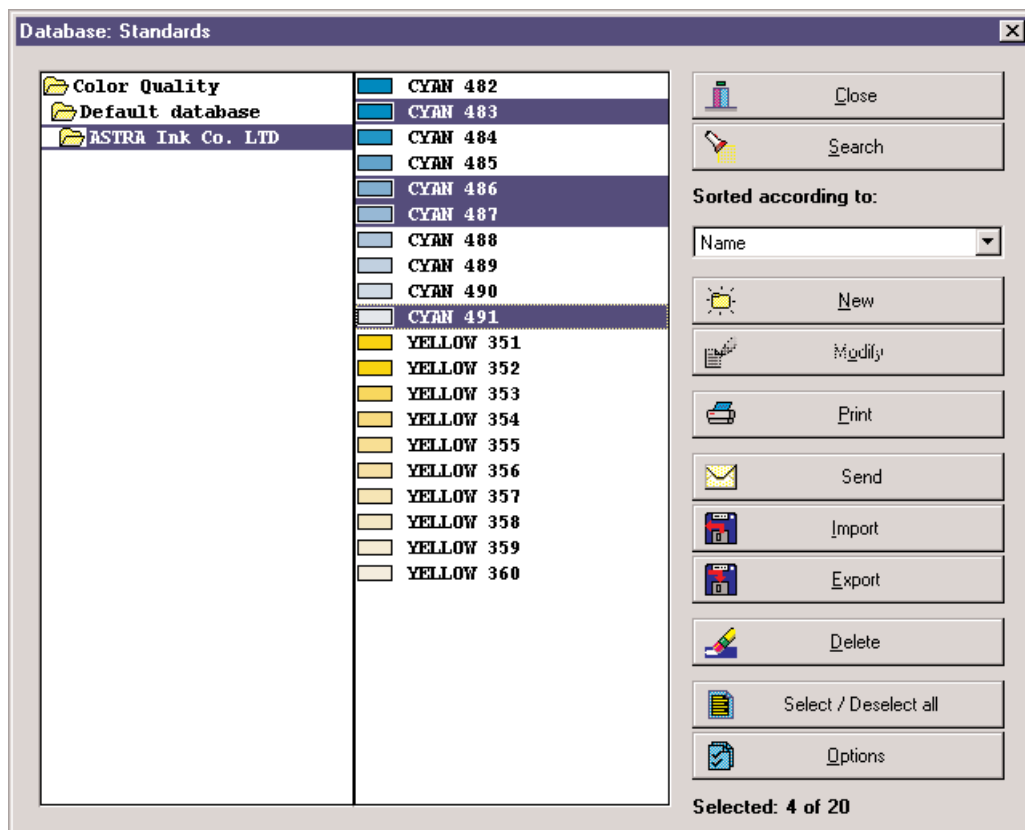 Database: Standards
Color Quality
Default database
ASTRA Ink Co. LTD
CYAN 482
CYAN 483
CYAN 484
CYAN 485
CYAN 486
CYAN 487
CYAN 488
CYAN 489
CYAN 490
CYAN 491
YELLOW 351
YELLOW 352
YELLOW 353
YELLOW 354
YELLOW 355
YELLOW 356
YELLOW 357
YELLOW 358
YELLOW 359
YELLOW 360
Close
Search
Sorted according to:
Name
New
Modify
Print
Send
Import
Export
Delete
Select / Deselect all
Options
Selected: 4 of 20